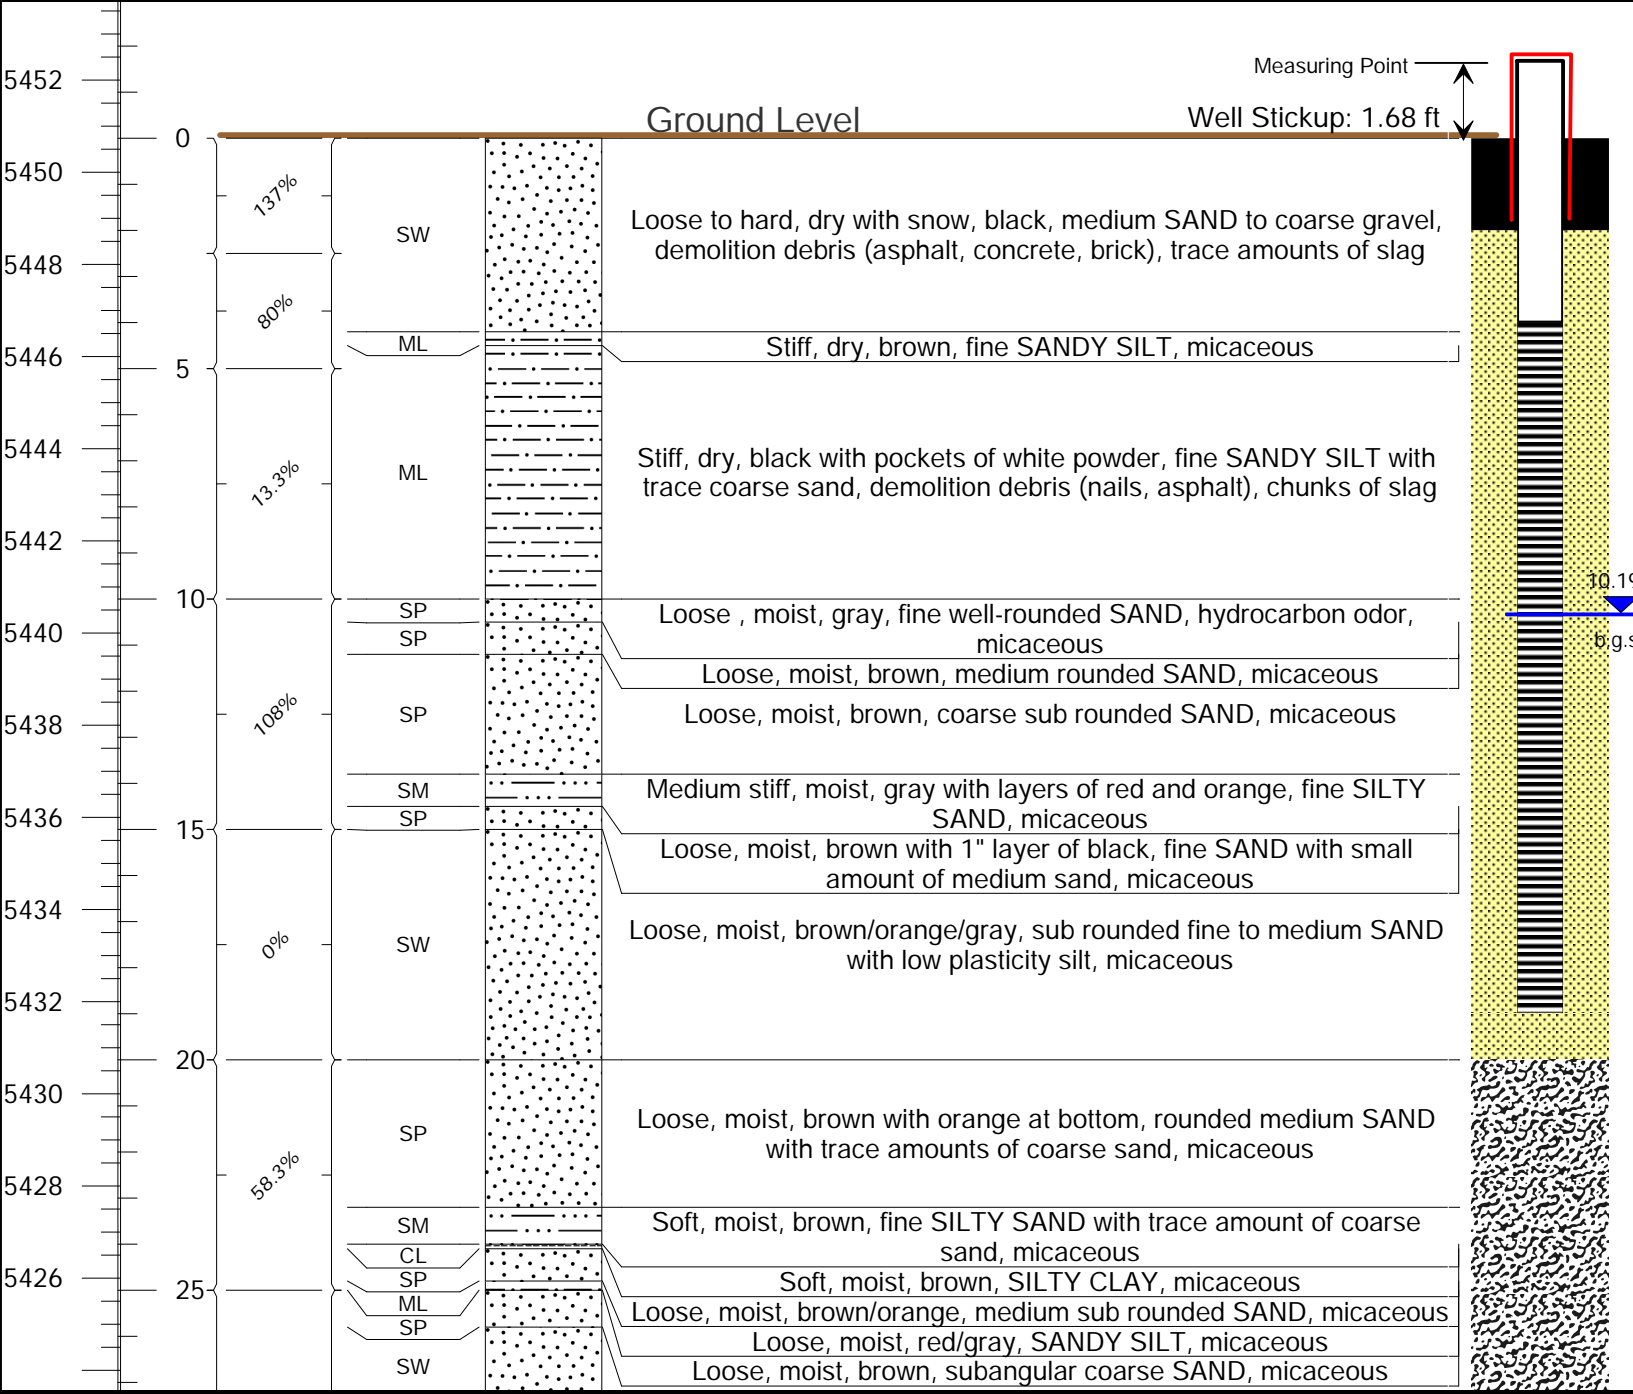 5452
Measuring Point
Ground Level
Well Stickup: 1.68 ft
0
5450
137%
SW
Loose to hard, dry with snow, black, medium SAND to coarse gravel,
demolition debris (asphalt, concrete, brick), trace amounts of slag
5448
80%
5446
ML
Stiff, dry, brown, fine SANDY SILT, micaceous
5
5444
13.3%
ML
Stiff, dry, black with pockets of white powder, fine SANDY SILT with
trace coarse sand, demolition debris (nails, asphalt), chunks of slag
5442
10.19
10
SP
Loose , moist, gray, fine well-rounded SAND, hydrocarbon odor,
micaceous
5440
SP
b.g.s
Loose, moist, brown, medium rounded SAND, micaceous
5438
108%
SP
Loose, moist, brown, coarse sub rounded SAND, micaceous
SM
Medium stiff, moist, gray with layers of red and orange, fine SILTY
SAND, micaceous
5436
SP
15
Loose, moist, brown with 1" layer of black, fine SAND with small
amount of medium sand, micaceous
5434
0%
SW
Loose, moist, brown/orange/gray, sub rounded fine to medium SAND
with low plasticity silt, micaceous
5432
20
5430
SP
Loose, moist, brown with orange at bottom, rounded medium SAND
with trace amounts of coarse sand, micaceous
58.3%
5428
SM
Soft, moist, brown, fine SILTY SAND with trace amount of coarse
sand, micaceous
CL
5426
SP
Soft, moist, brown, SILTY CLAY, micaceous
25
ML
Loose, moist, brown/orange, medium sub rounded SAND, micaceous
SP
Loose, moist, red/gray, SANDY SILT, micaceous
SW
Loose, moist, brown, subangular coarse SAND, micaceous